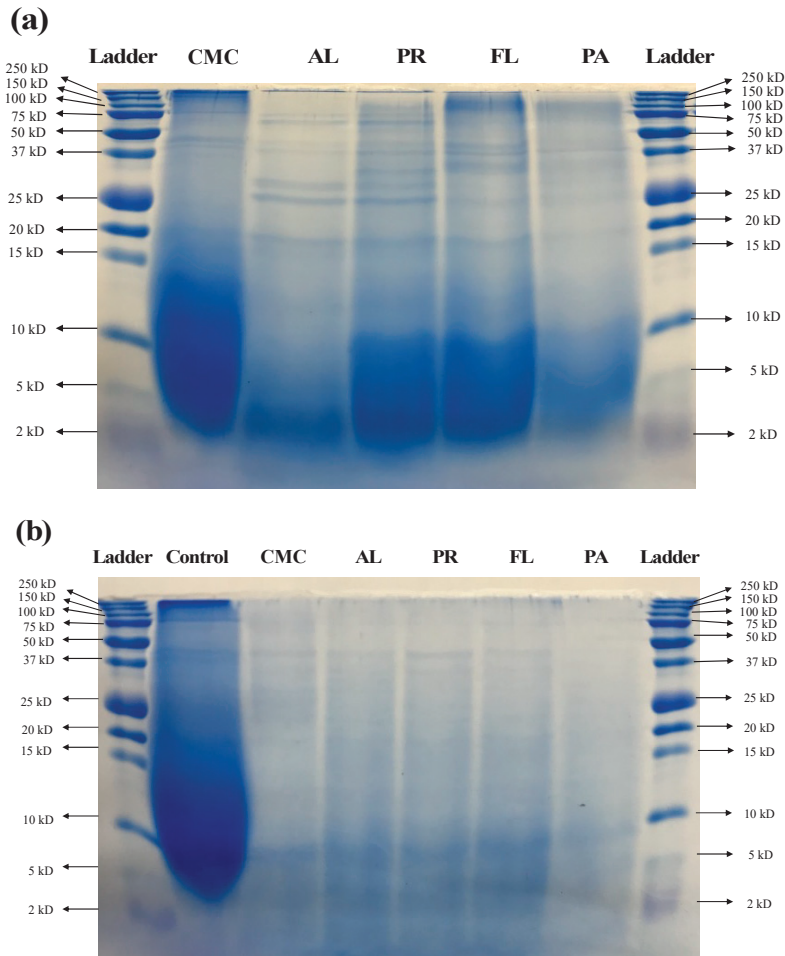 (a)
Ladder CMC AL PR FL PA Ladder
250 kD 250 kD
150 kD 150 kD
100 kD 100 kD
75 kD 75 kD
50 kD 50 kD
37 kD 37 kD
25 kD 25 kD
20 kD 20 kD
15 kD 15 kD
10 kD 10 kD
5 kD 5 kD
2 kD 2 kD
(b)
Ladder Control CMC AL PR FL PA Ladder
250 kD 250 kD
150 kD 150 kD
100 kD 100 kD
75 kD 75 kD
50 kD 50 kD
37 kD 37 kD
25 kD 25 kD
20 kD 20 kD
15 kD 15 kD
10 kD 10 kD
5 kD 5 kD
2 kD 2 kD